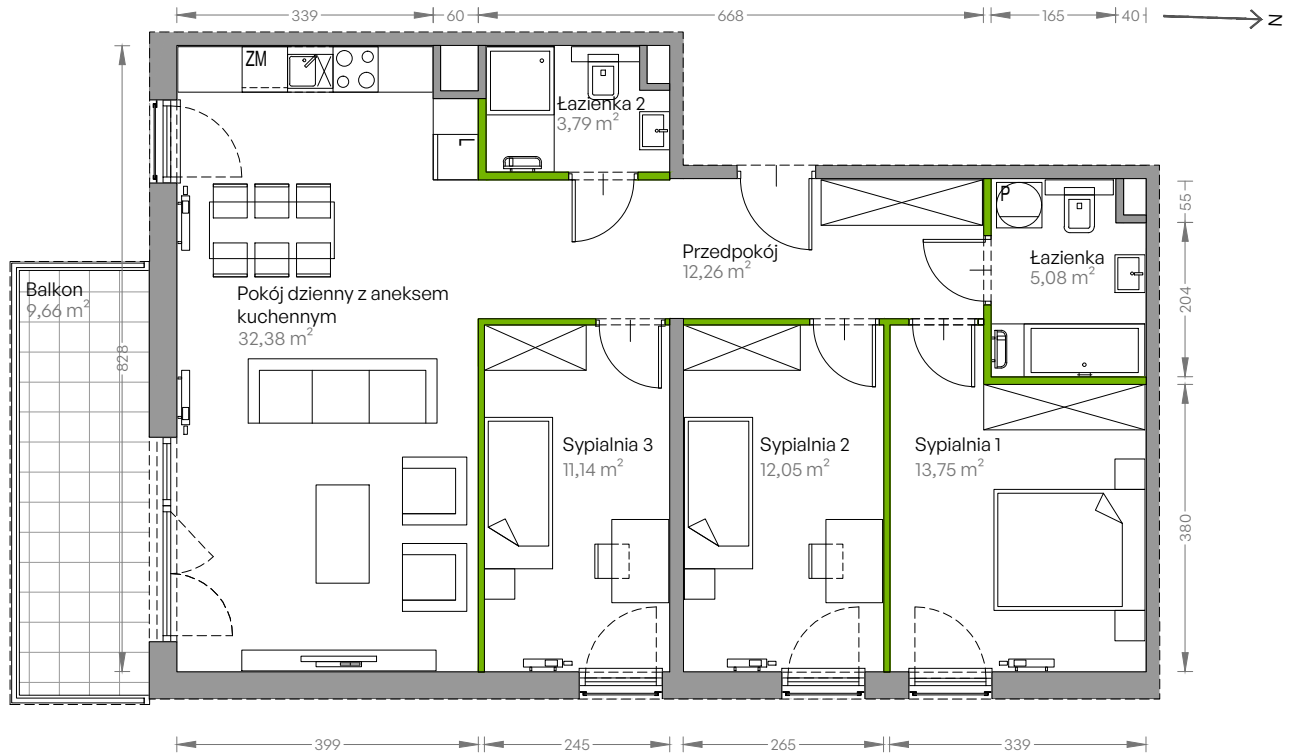 339
60
668
165
40
N
ZM
Łazienka 2
3,79 m²
L
P
55
Przedpokój
12,26 m²
Łazienka
5,08 m²
204
Balkon
9,66 m²
Pokój dzienny z aneksem
kuchennym
32,38 m²
828
Sypialnia 3
11,14 m²
Sypialnia 2
12,05 m²
Sypialnia 1
13,75 m²
380
399
245
265
339